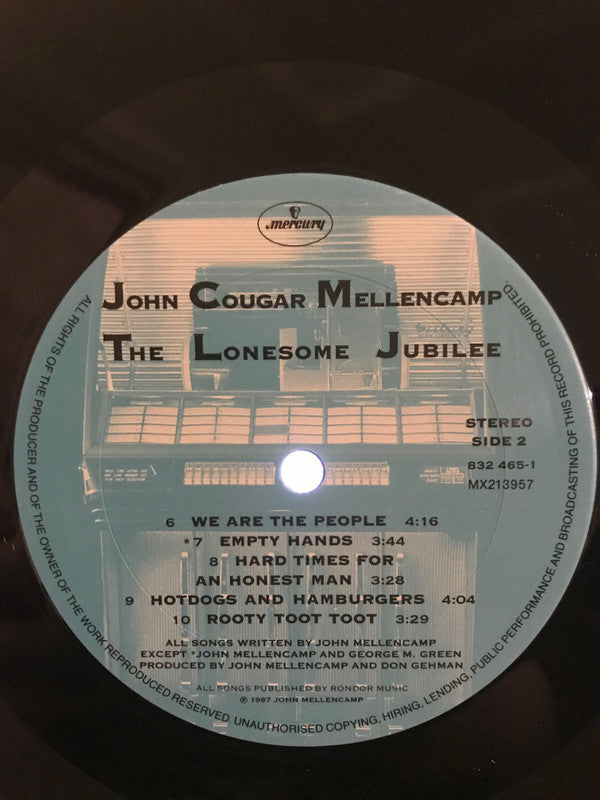 mercury
JOHN COUGAR MELLENCAMP
THE LONESOME JUBILEE
STEREO
SIDE 2
832 465-1
MX213957
6 WE ARE THE PEOPLE 4:16
*7 EMPTY HANDS 3:44
8 HARD TIMES FOR
AN HONEST MAN 3:28
9 HOTDOGS AND HAMBURGERS 4:04
10 ROOTY TOOT TOOT 3:29
ALL SONGS WRITTEN BY JOHN MELLENCAMP
EXCEPT *JOHN MELLENCAMP AND GEORGE M. GREEN
PRODUCED BY JOHN MELLENCAMP AND DON GEHMAN
ALL SONGS PUBLISHED BY RONDOR MUSIC
℗ 1987 JOHN MELLENCAMP
ALL RIGHTS OF THE PRODUCER AND OF THE OWNER OF THE WORK REPRODUCED RESERVED. UNAUTHORISED COPYING, HIRING, LENDING, PUBLIC PERFORMANCE AND BROADCASTING OF THIS RECORD PROHIBITED.